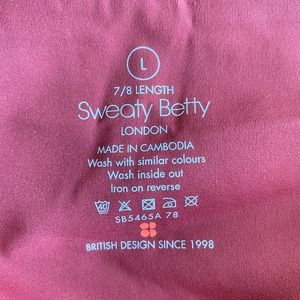 L
7/8 LENGTH
Sweaty Betty
LONDON
MADE IN CAMBODIA
Wash with similar colours
Wash inside out
Iron on reverse
40
SB5465A 78
BRITISH DESIGN SINCE 1998